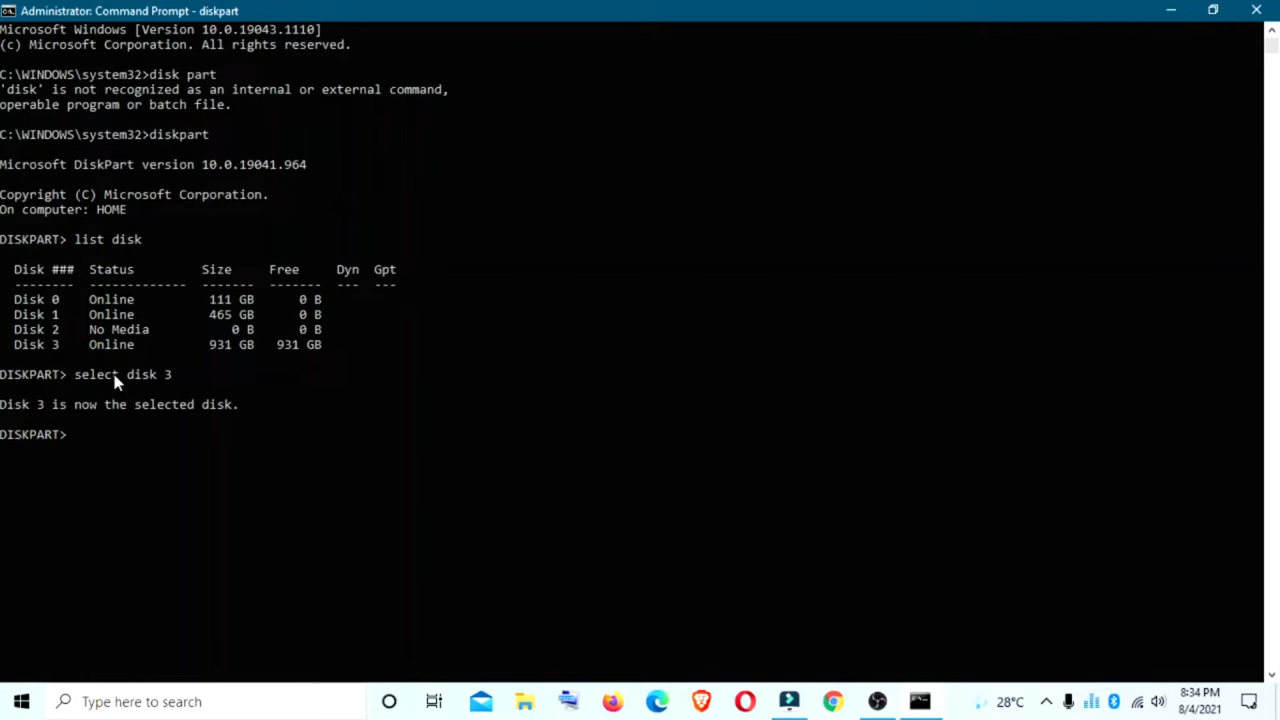 Administrator: Command Prompt - diskpart
Microsoft Windows [Version 10.0.19043.1110]
(c) Microsoft Corporation. All rights reserved.
C:\WINDOWS\system32>disk part
'disk' is not recognized as an internal or external command,
operable program or batch file.
C:\WINDOWS\system32>diskpart
Microsoft DiskPart version 10.0.19041.964
Copyright (C) Microsoft Corporation.
On computer: HOME
DISKPART> list disk
Disk ###  Status         Size     Free     Dyn  Gpt
--------  -------------  -------  -------  ---  ---
Disk 0    Online          111 GB      0 B
Disk 1    Online          465 GB      0 B
Disk 2    No Media           0 B      0 B
Disk 3    Online          931 GB   931 GB
DISKPART> select disk 3
Disk 3 is now the selected disk.
DISKPART>
Type here to search
28°C
8:34 PM
8/4/2021